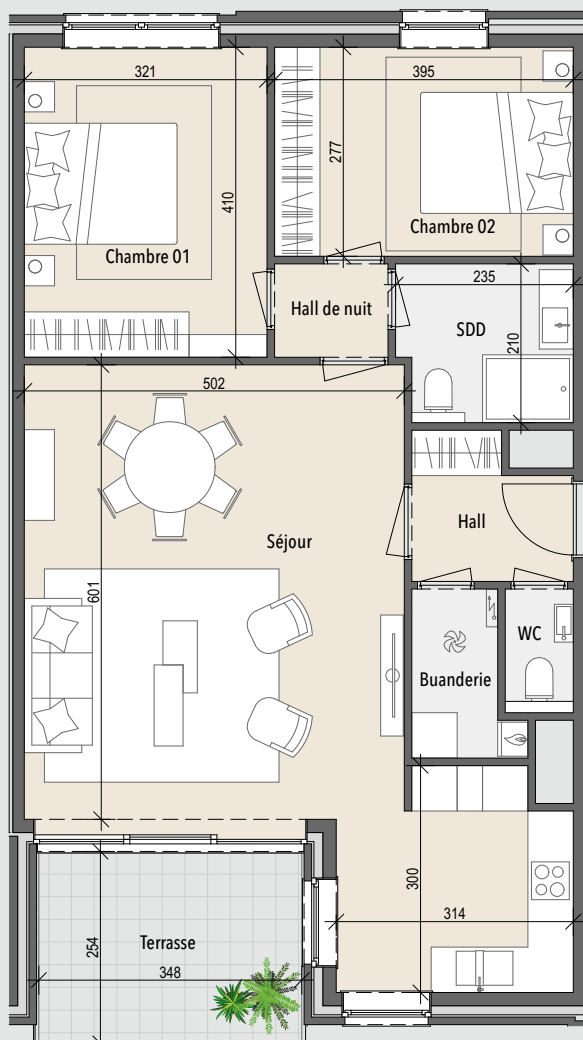 321
395
277
410
Chambre 02
Chambre 01
235
Hall de nuit
SDD
210
502
Séjour
Hall
601
WC
Buanderie
300
314
254
Terrasse
348